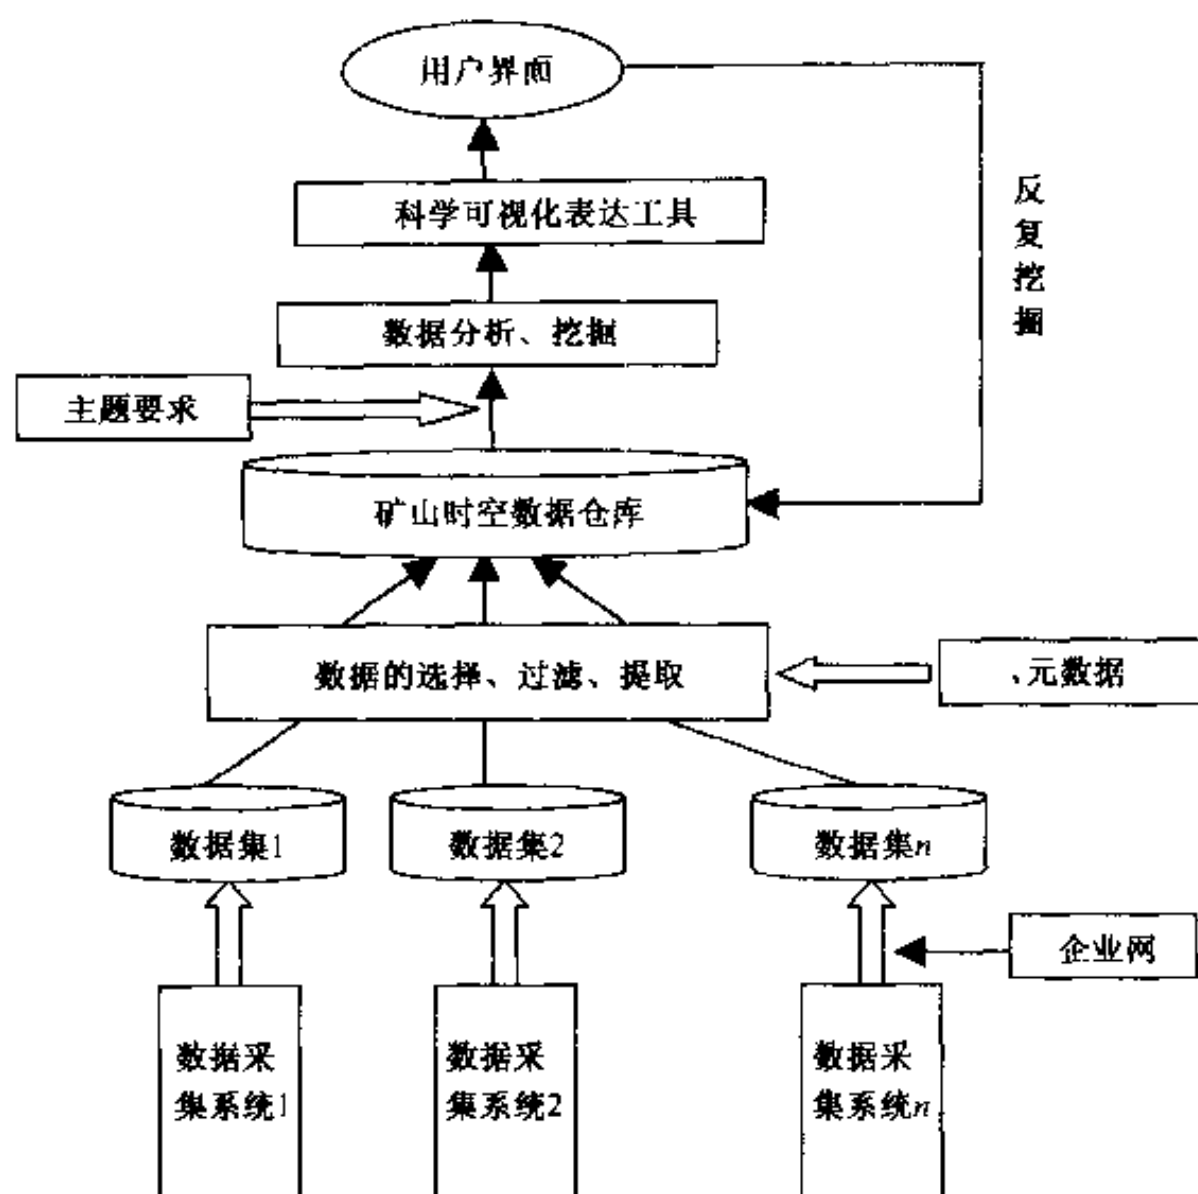 用户界面
科学可视化表达工具
反
复
挖
掘
数据分析、挖掘
主题要求
矿山时空数据仓库
数据的选择、过滤、提取
、元数据
数据集1
数据集2
数据集n
企业网
数据采
集系统1
数据采
集系统2
数据采
集系统n